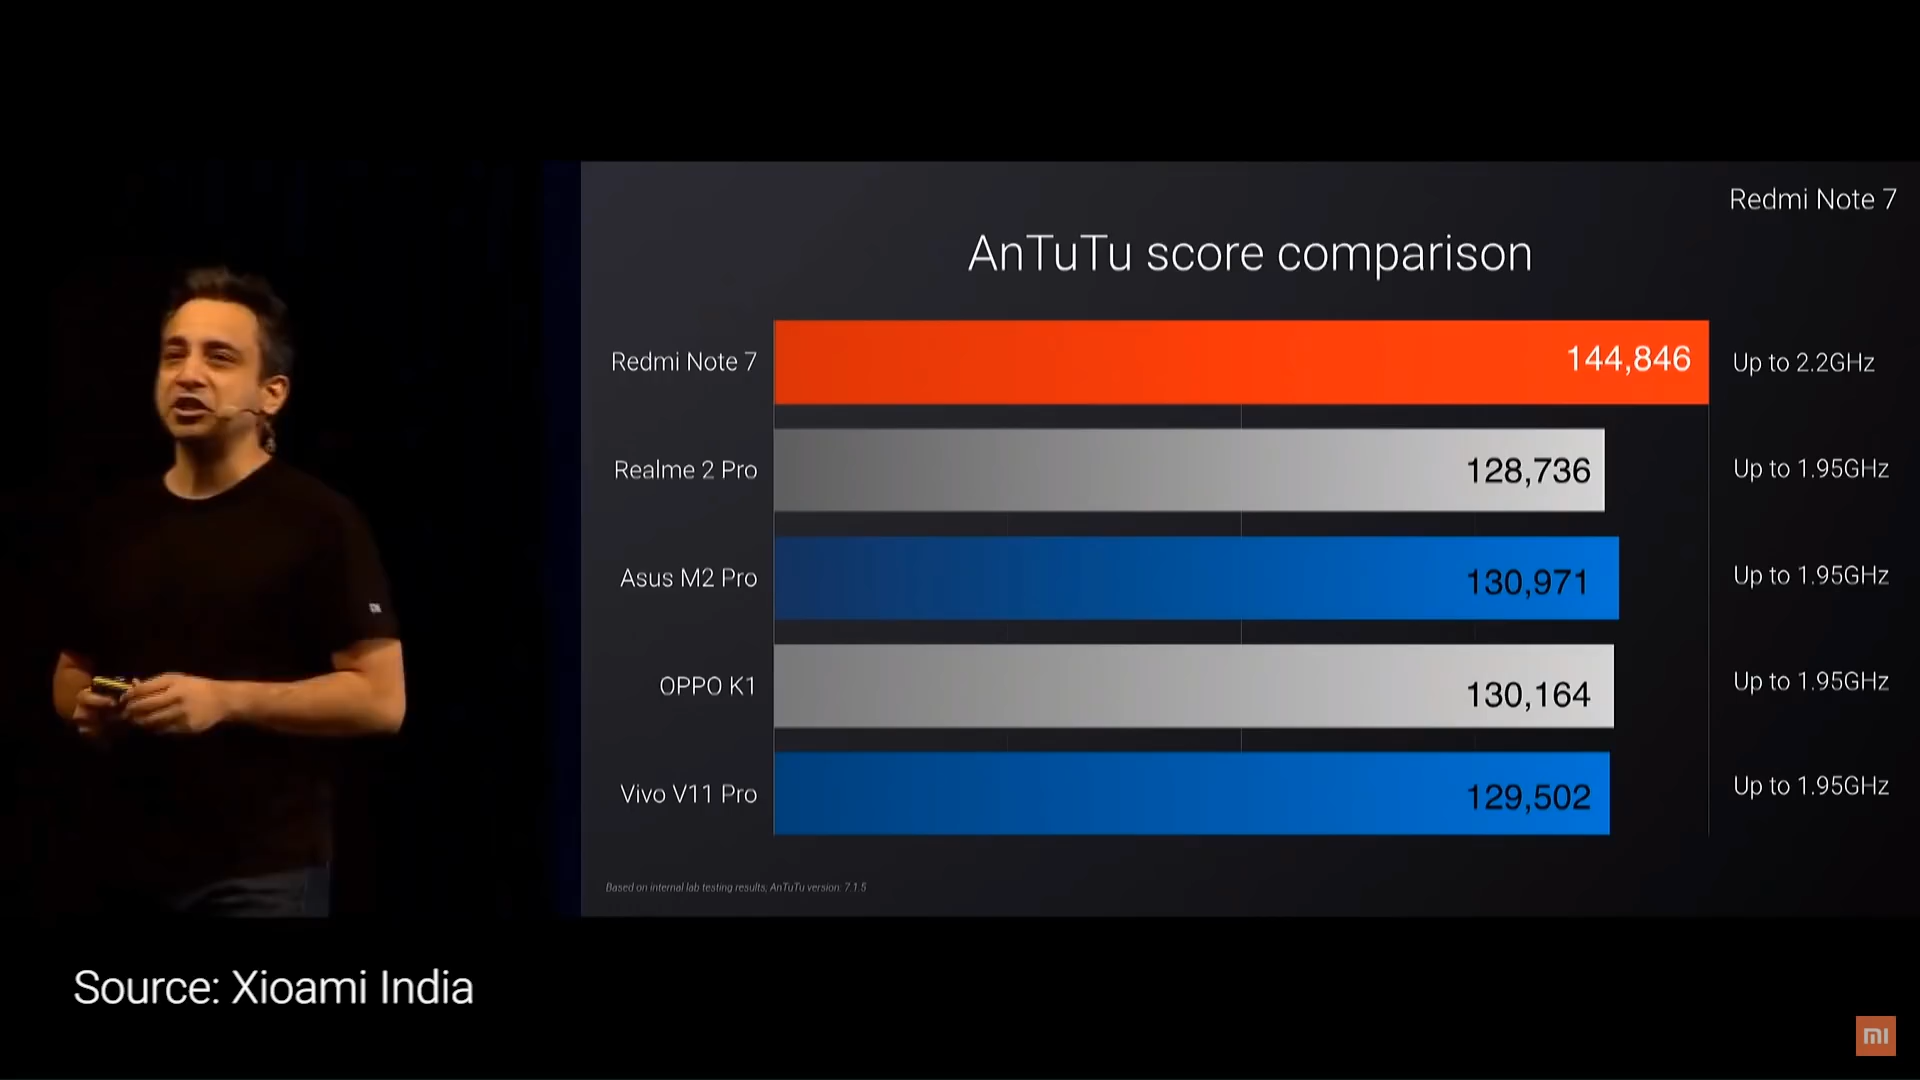 Redmi Note 7
AnTuTu score comparison
Redmi Note 7 144,846 Up to 2.2GHz
Realme 2 Pro 128,736 Up to 1.95GHz
Asus M2 Pro 130,971 Up to 1.95GHz
OPPO K1 130,164 Up to 1.95GHz
Vivo V11 Pro 129,502 Up to 1.95GHz
Based on internal lab testing results, AnTuTu version: 7.1.5
Source: Xioami India
mi